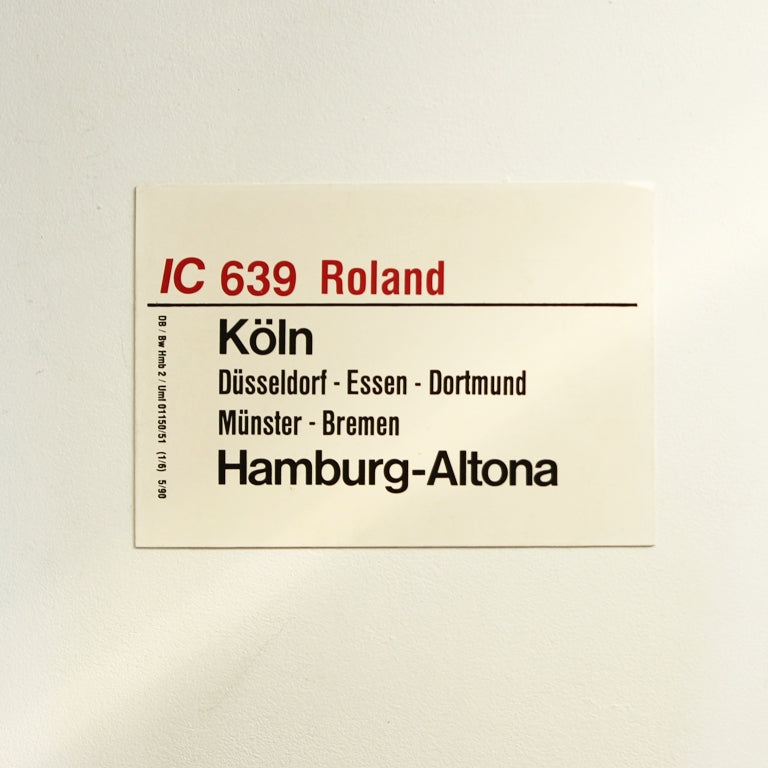 IC 639 Roland
Köln
Düsseldorf - Essen - Dortmund
Münster - Bremen
Hamburg-Altona
DB / Bw Hmb 2 / Uml 01150/51 (1/6) 5/90